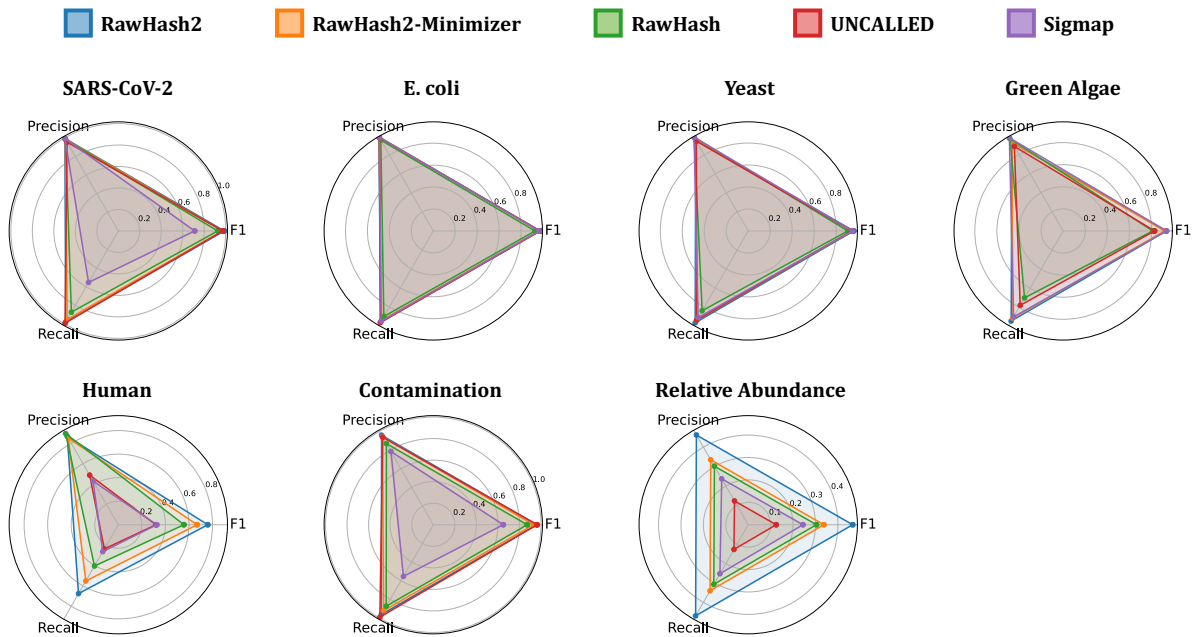 RawHash2 RawHash2-Minimizer RawHash UNCALLED Sigmap
SARS-CoV-2 E. coli Yeast Green Algae
Precision Precision Precision Precision
0.2 0.4 0.6 0.8 1.0 0.2 0.4 0.6 0.8 0.2 0.4 0.6 0.8 0.2 0.4 0.6 0.8
F1 F1 F1 F1
Recall Recall Recall Recall
Human Contamination Relative Abundance
Precision Precision Precision
0.2 0.4 0.6 0.8 0.2 0.4 0.6 0.8 1.0 0.1 0.2 0.3 0.4
F1 F1 F1
Recall Recall Recall